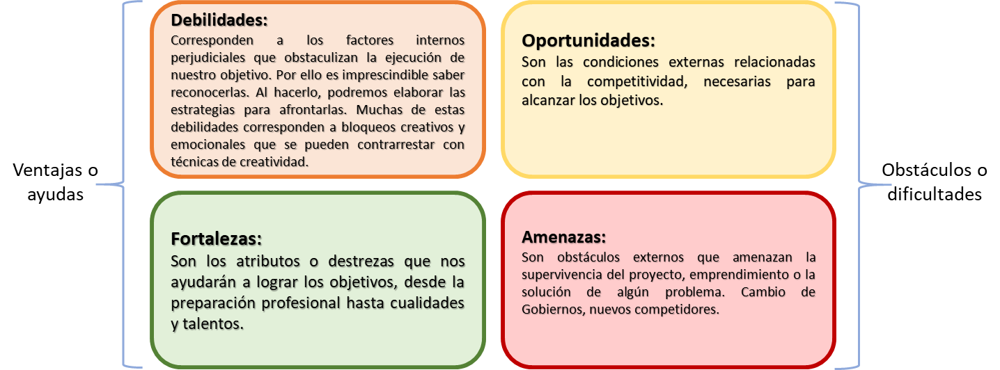 Ventajas o
ayudas
Debilidades:
Corresponden a los factores internos
perjudiciales que obstaculizan la ejecución de
nuestro objetivo. Por ello es imprescindible saber
reconocerlas. Al hacerlo, podremos elaborar las
estrategias para afrontarlas. Muchas de estas
debilidades corresponden a bloqueos creativos y
emocionales que se pueden contrarrestar con
técnicas de creatividad.
Oportunidades:
Son las condiciones externas relacionadas
con la competitividad, necesarias para
alcanzar los objetivos.
Fortalezas:
Son los atributos o destrezas que nos
ayudarán a lograr los objetivos, desde la
preparación profesional hasta cualidades
y talentos.
Amenazas:
Son obstáculos externos que amenazan la
supervivencia del proyecto, emprendimiento o la
solución de algún problema. Cambio de
Gobiernos, nuevos competidores.
Obstáculos o
dificultades